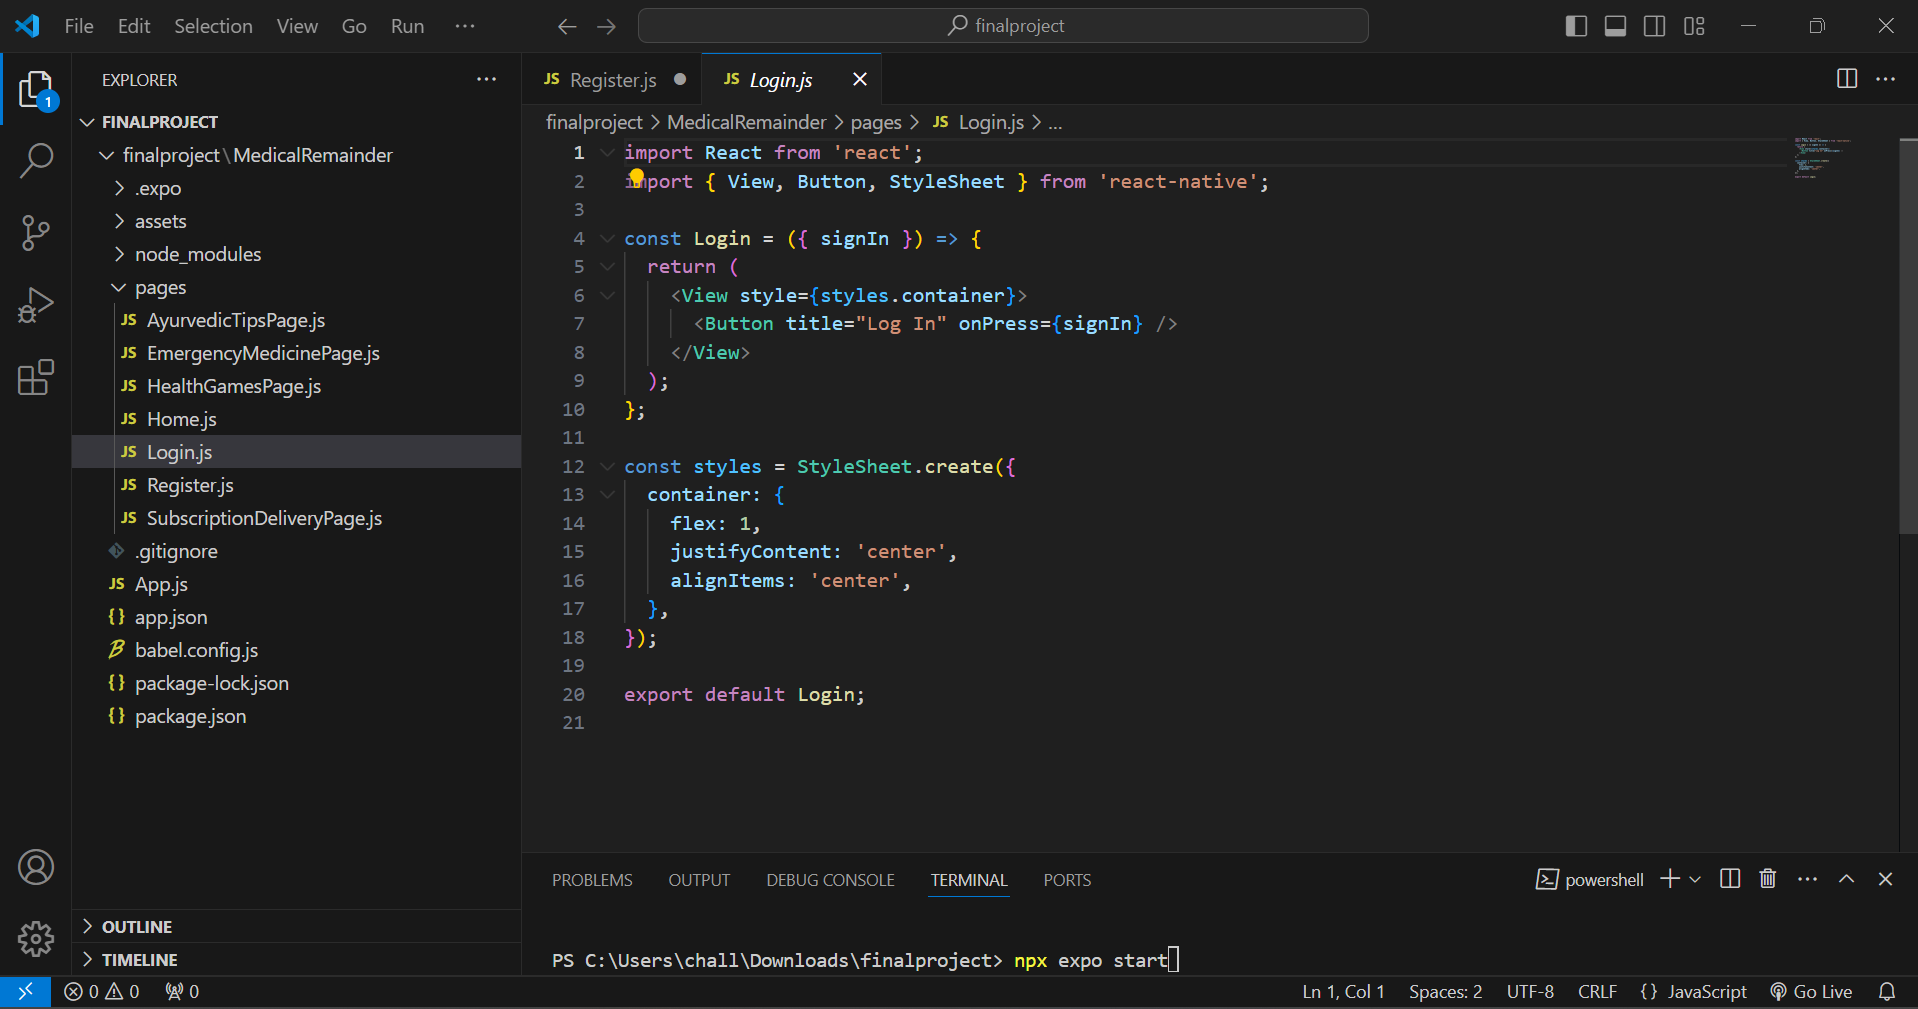 File Edit Selection View Go Run ···
finalproject
EXPLORER
1
FINALPROJECT
finalproject\MedicalRemainder
.expo
assets
node_modules
pages
JS AyurvedicTipsPage.js
JS EmergencyMedicinePage.js
JS HealthGamesPage.js
JS Home.js
JS Login.js
JS Register.js
JS SubscriptionDeliveryPage.js
.gitignore
JS App.js
{} app.json
babel.config.js
{} package-lock.json
{} package.json
OUTLINE
TIMELINE
JS Register.js JS Login.js
finalproject > MedicalRemainder > pages > JS Login.js > ...
1 import React from 'react';
2 import { View, Button, StyleSheet } from 'react-native';
3
4 const Login = ({ signIn }) => {
5 return (
6 <View style={styles.container}>
7 <Button title="Log In" onPress={signIn} />
8 </View>
9 );
10 };
11
12 const styles = StyleSheet.create({
13 container: {
14 flex: 1,
15 justifyContent: 'center',
16 alignItems: 'center',
17 },
18 });
19
20 export default Login;
21
PROBLEMS OUTPUT DEBUG CONSOLE TERMINAL PORTS
powershell
PS C:\Users\chall\Downloads\finalproject> npx expo start
0 0 0
Ln 1, Col 1 Spaces: 2 UTF-8 CRLF {} JavaScript Go Live